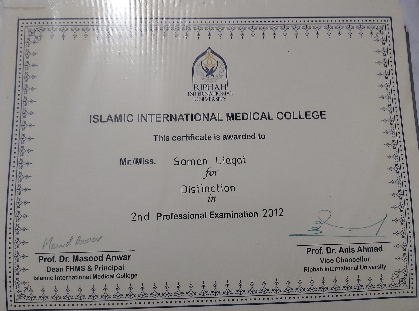 RIPHAH
INTERNATIONAL
UNIVERSITY
ISLAMIC INTERNATIONAL MEDICAL COLLEGE
This certificate is awarded to
Mr./Miss. Saman
for
Distinction
in
2nd Professional Examination 2012
Prof. Dr. Masood Anwar
Dean FHMS & Principal
Islamic International Medical College
Prof. Dr. Anis Ahmad
Vice Chancellor
Riphah International University